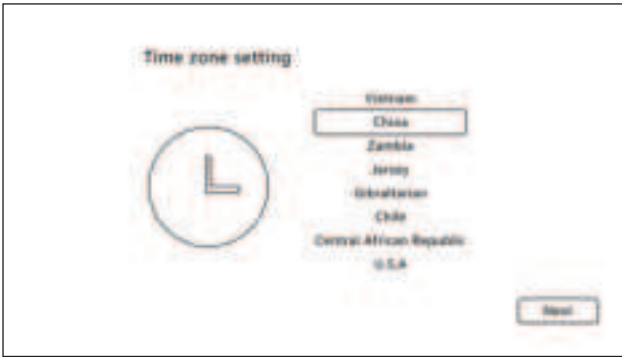 Time zone setting
Vietnam
China
Zambia
Jersey
Gibraltarian
Chile
Central African Republic
U.S.A
Next